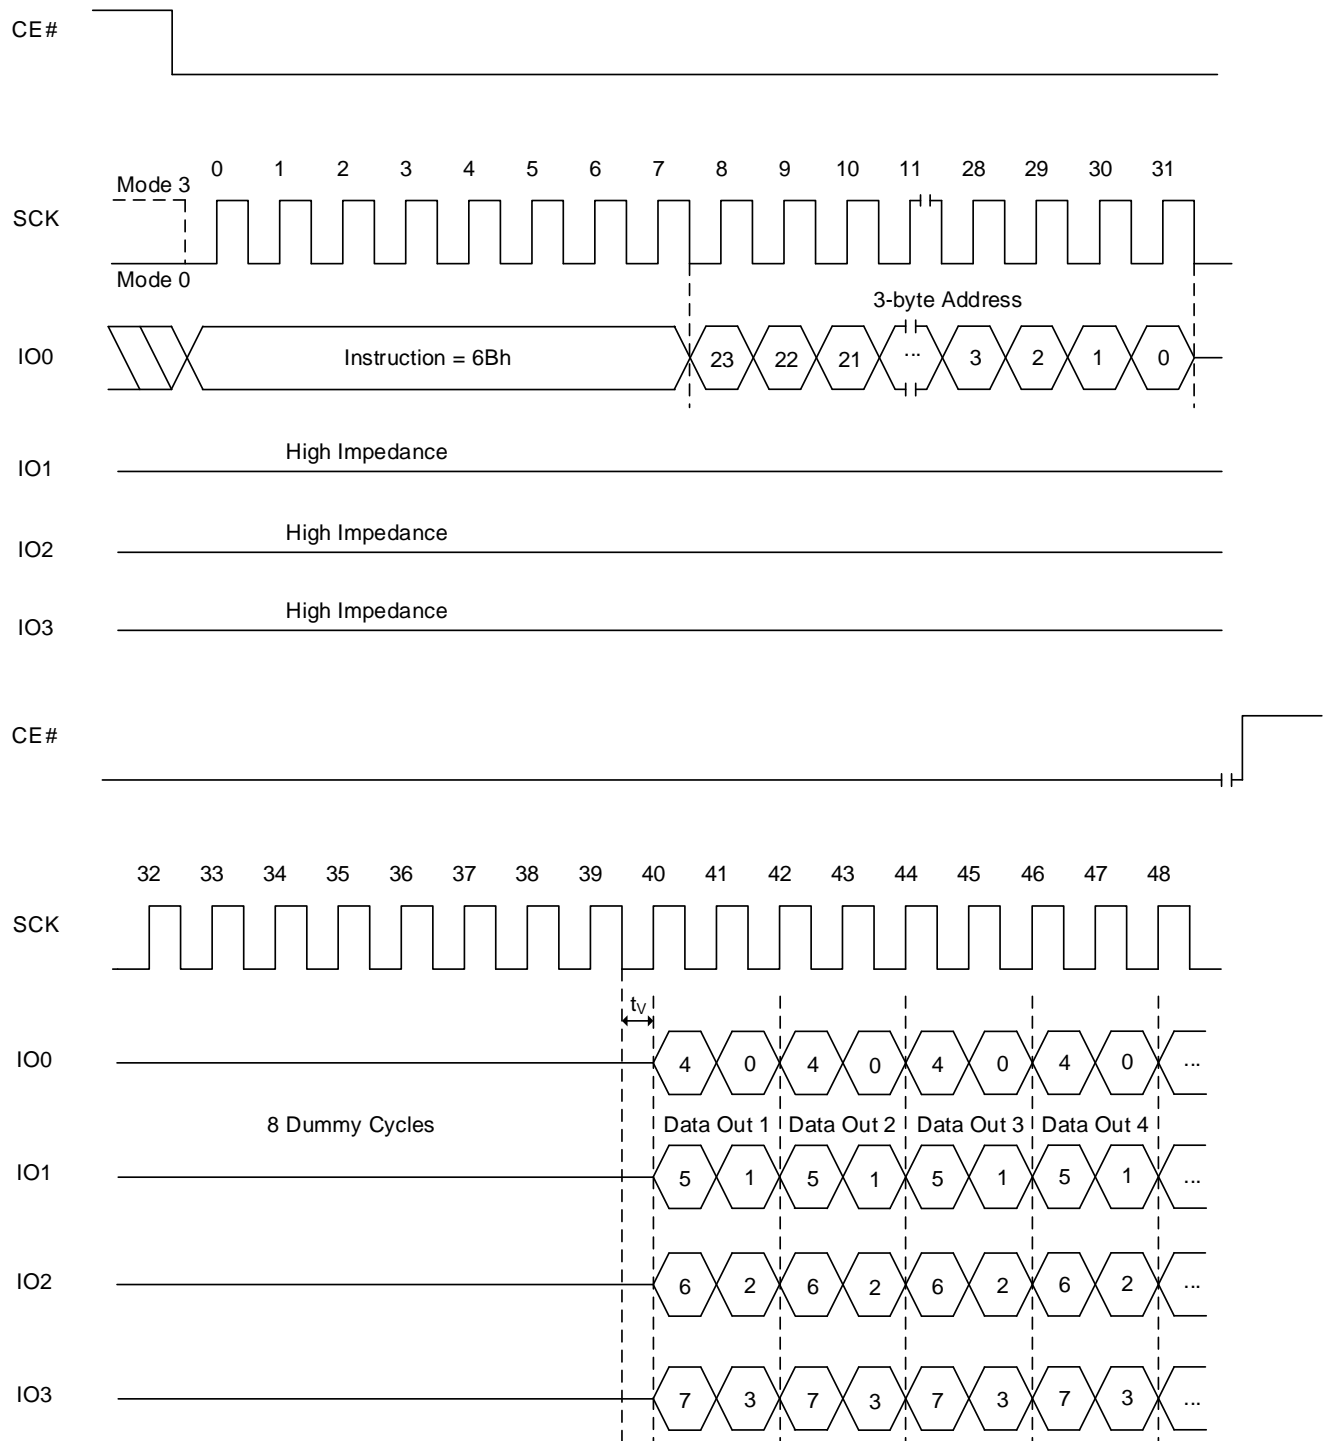 CE#
0 1 2 3 4 5 6 7 8 9 10 11 28 29 30 31
Mode 3
SCK
Mode 0
3-byte Address
IO0 Instruction = 6Bh 23 22 21 ... 3 2 1 0
High Impedance
IO1
High Impedance
IO2
High Impedance
IO3
CE#
32 33 34 35 36 37 38 39 40 41 42 43 44 45 46 47 48
SCK
tV
IO0 4 0 4 0 4 0 4 0 ...
8 Dummy Cycles Data Out 1 Data Out 2 Data Out 3 Data Out 4
IO1 5 1 5 1 5 1 5 1 ...
IO2 6 2 6 2 6 2 6 2 ...
IO3 7 3 7 3 7 3 7 3 ...